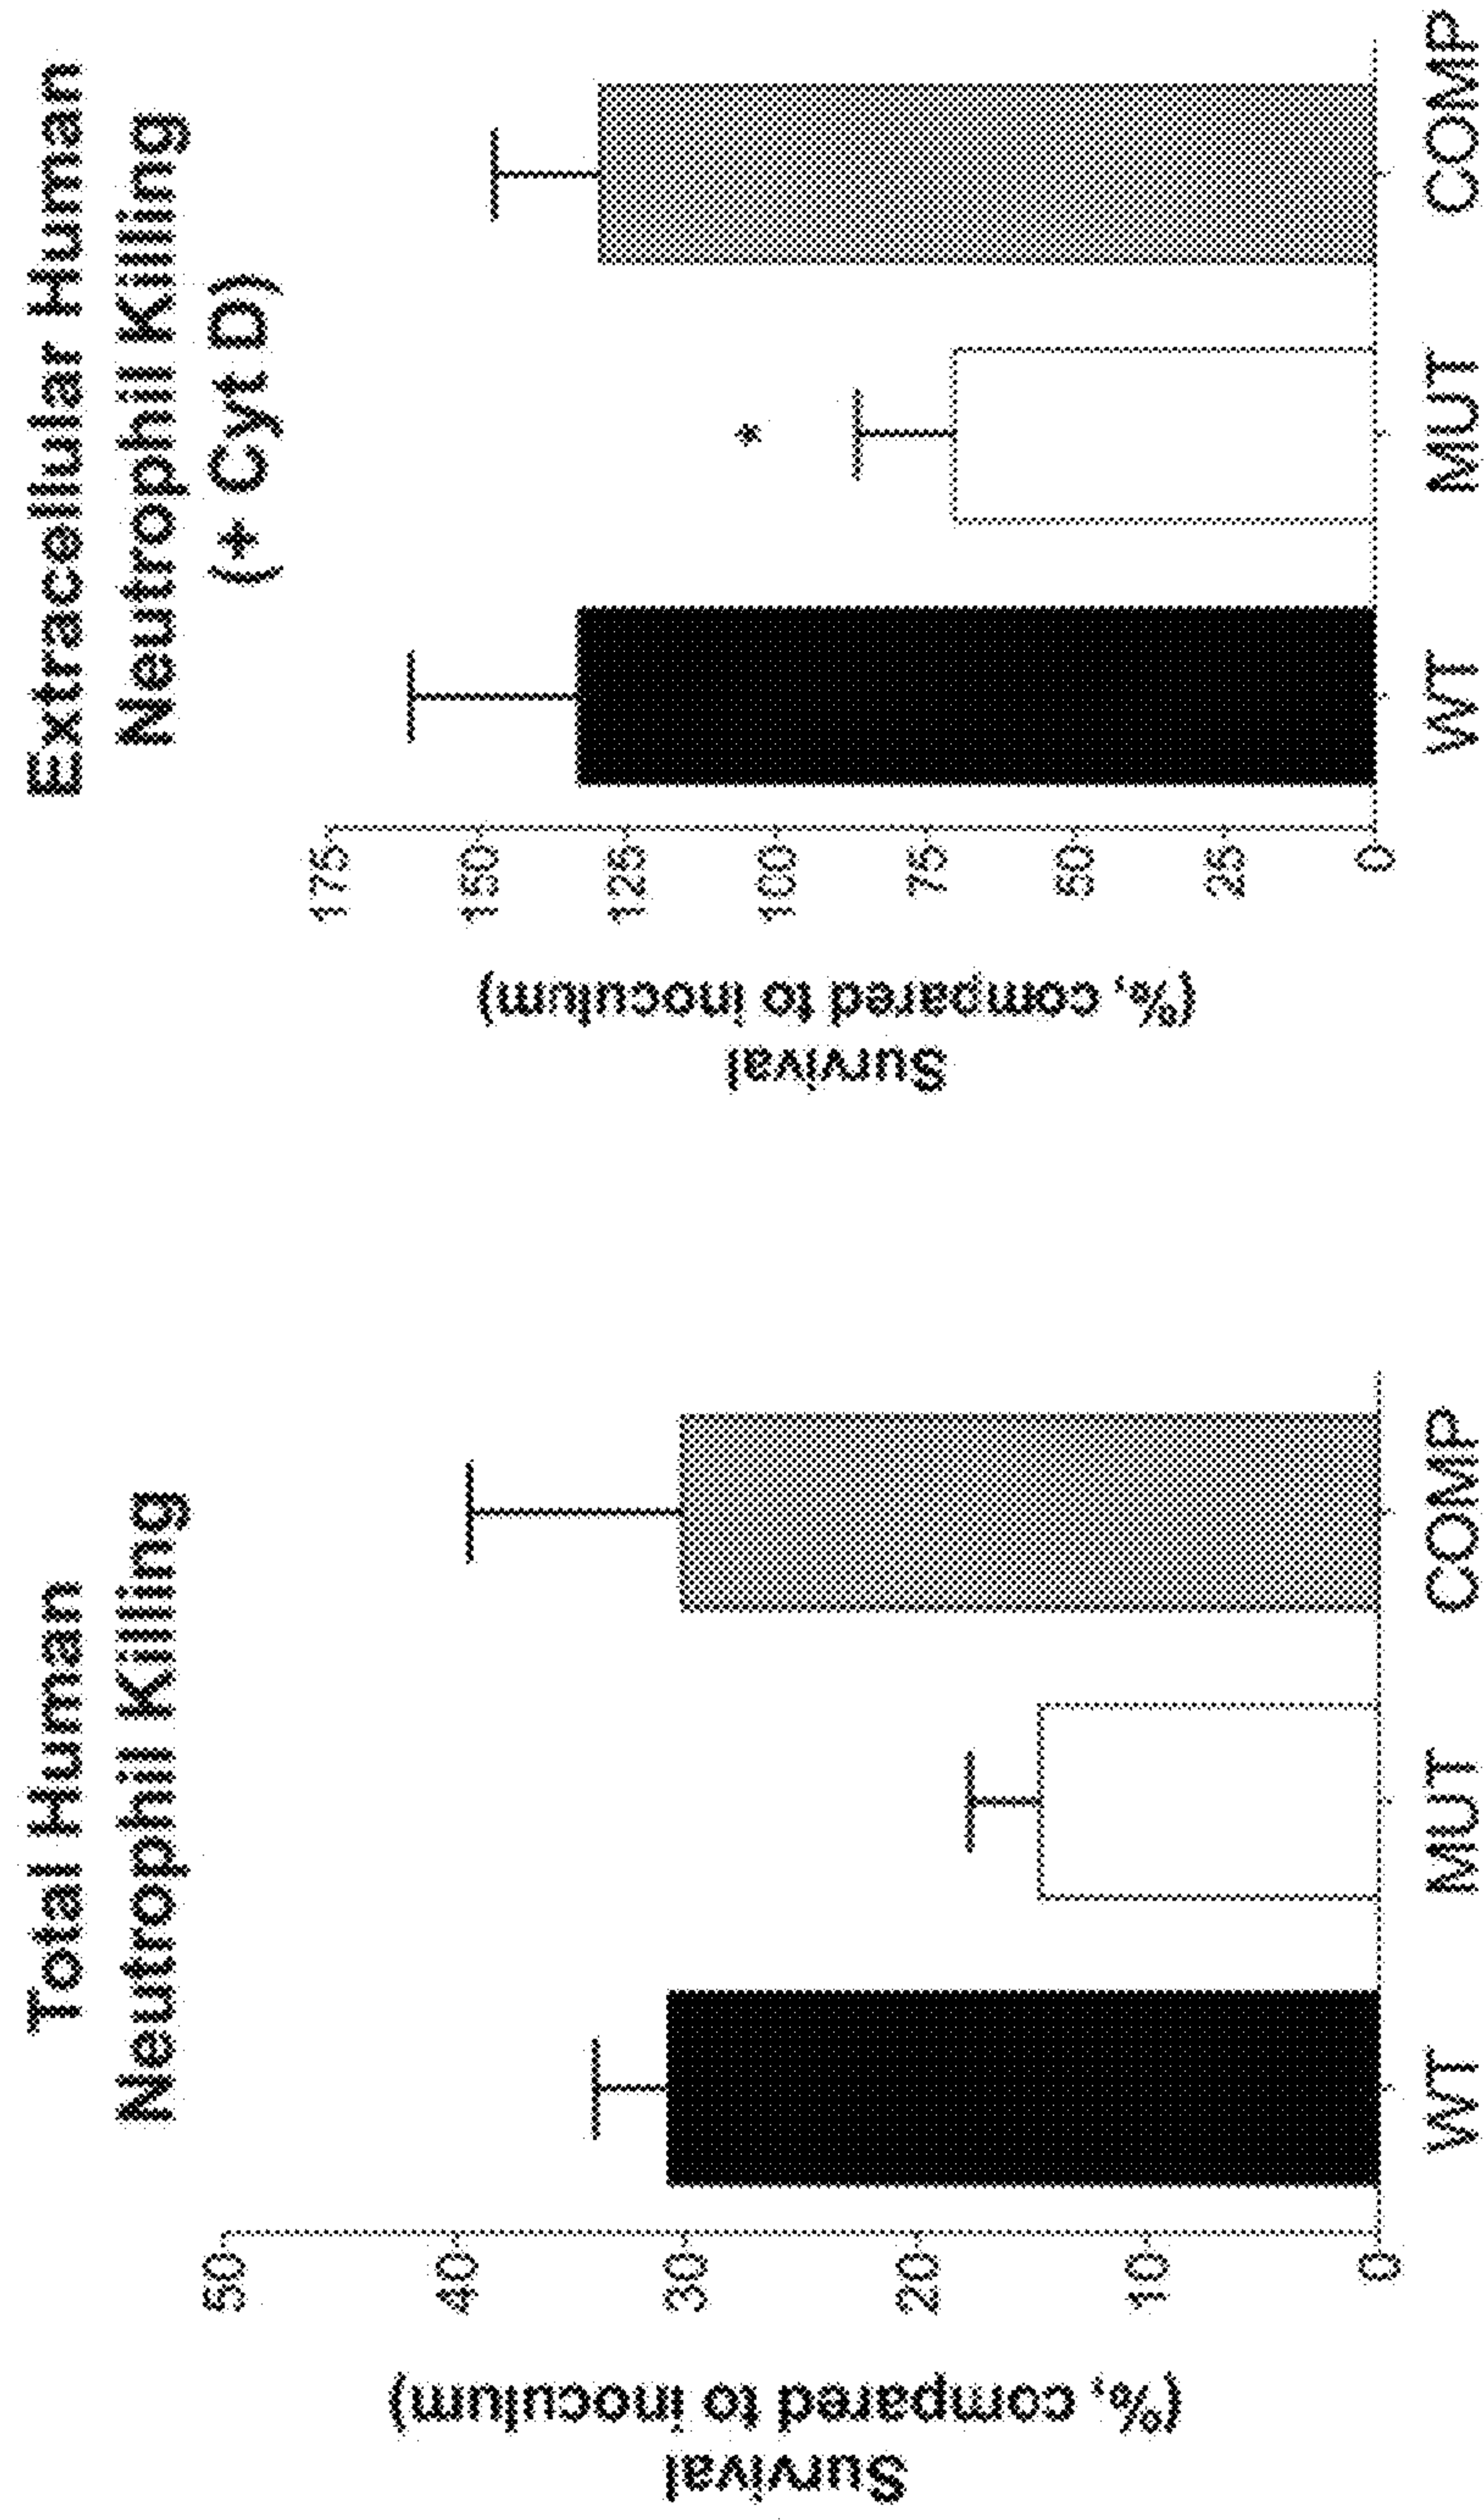 Total Human
Neutrophil Killing
Survival
(%, compared to inoculum)
50
40
30
20
10
0
WT
MUT
COMP
Extracellular Human
Neutrophil Killing
(+ Cyt D)
Survival
(%, compared to inoculum)
175
150
125
100
75
50
25
0
*
WT
MUT
COMP